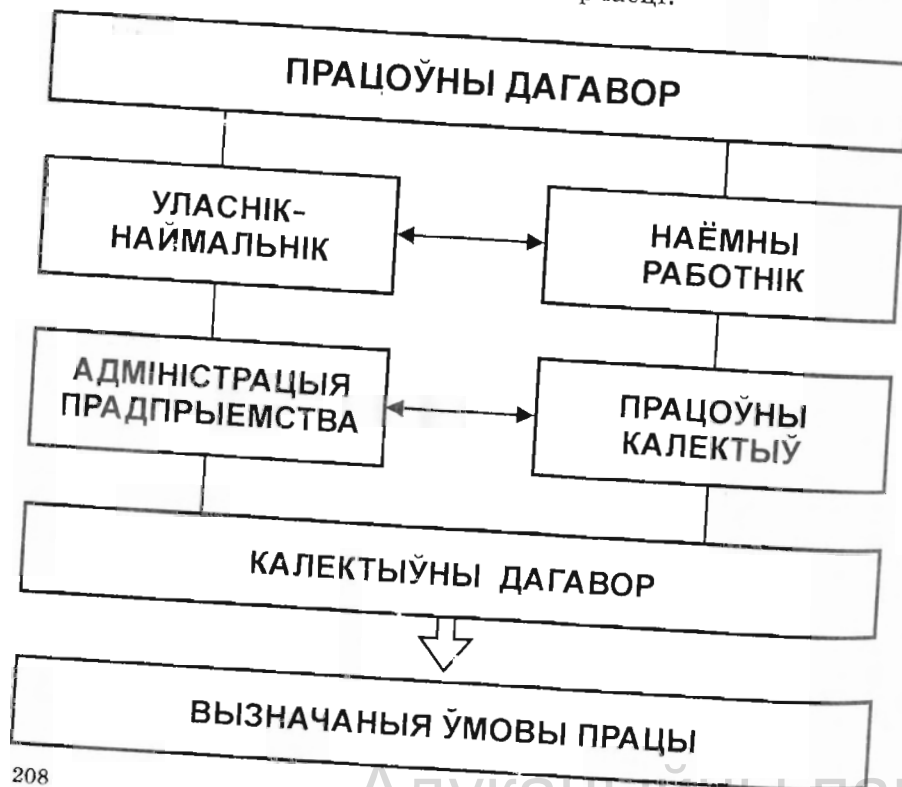 ПРАЦОЎНЫ ДАГАВОР
УЛАСНІК-
НАЙМАЛЬНІК
НАЁМНЫ
РАБОТНІК
АДМІНІСТРАЦЫЯ
ПРАДПРЫЕМСТВА
ПРАЦОЎНЫ
КАЛЕКТЫЎ
КАЛЕКТЫЎНЫ ДАГАВОР
ВЫЗНАЧАНЫЯ ЎМОВЫ ПРАЦЫ
208